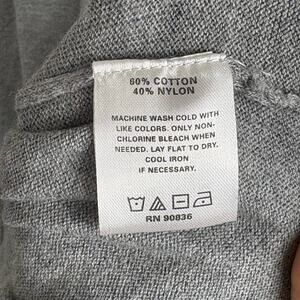 60% COTTON
40% NYLON
MACHINE WASH COLD WITH
LIKE COLORS. ONLY NON-
CHLORINE BLEACH WHEN
NEEDED. LAY FLAT TO DRY.
COOL IRON
IF NECESSARY.
RN 90836